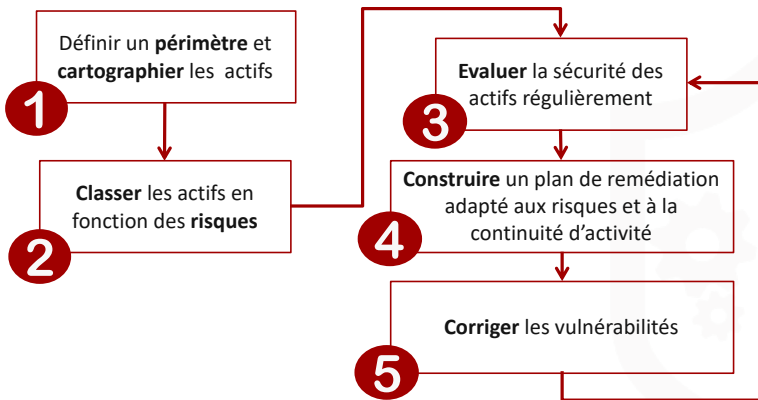 Définir un périmètre et
cartographier les actifs
1
Classer les actifs en
fonction des risques
2
Evaluer la sécurité des
actifs régulièrement
3
Construire un plan de remédiation
adapté aux risques et à la
continuité d’activité
4
Corriger les vulnérabilités
5